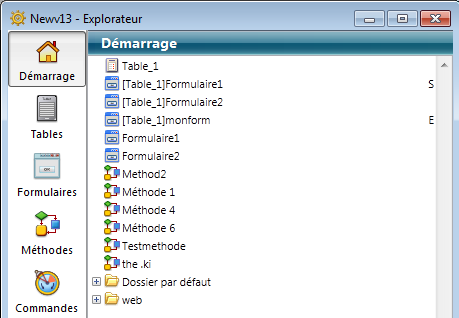 Newv13 - Explorateur
Démarrage
Démarrage
Tables
Formulaires
Méthodes
Commandes
Table_1
[Table_1]Formulaire1 S
[Table_1]Formulaire2
[Table_1]monform E
Formulaire1
Formulaire2
Method2
Méthode 1
Méthode 4
Méthode 6
Testmethode
the .ki
Dossier par défaut
web